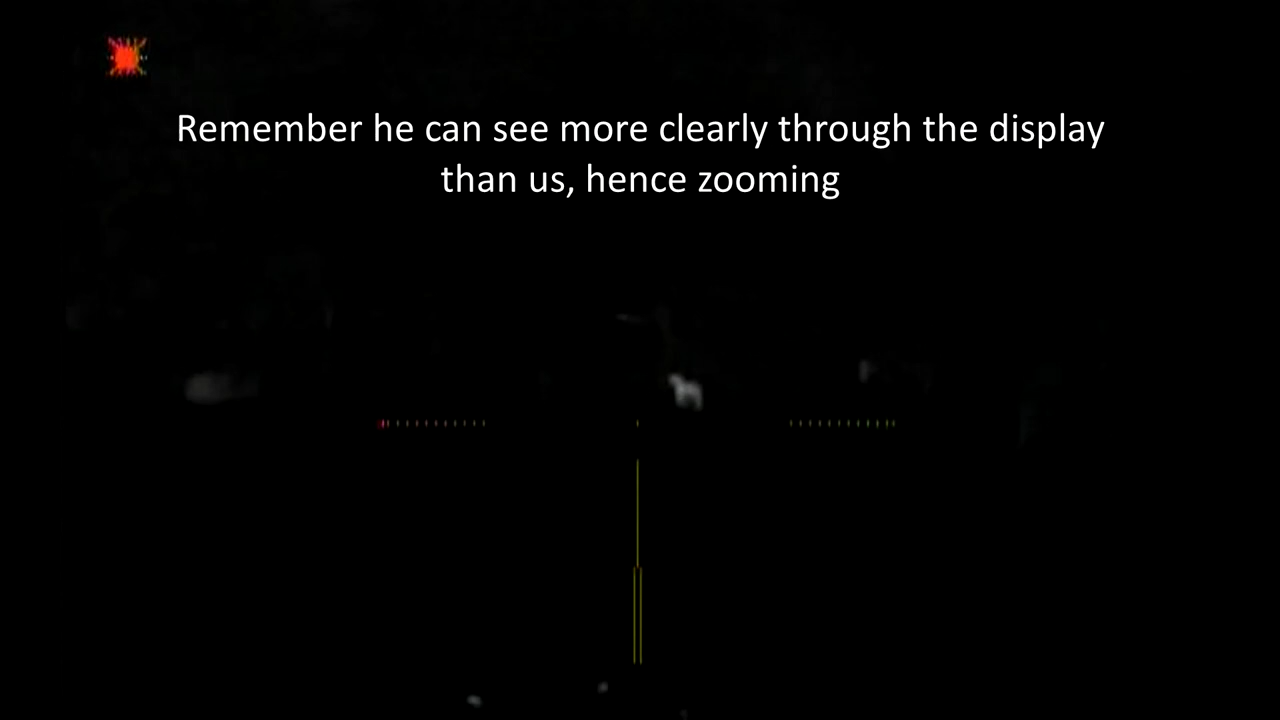 Remember he can see more clearly through the display
than us, hence zooming